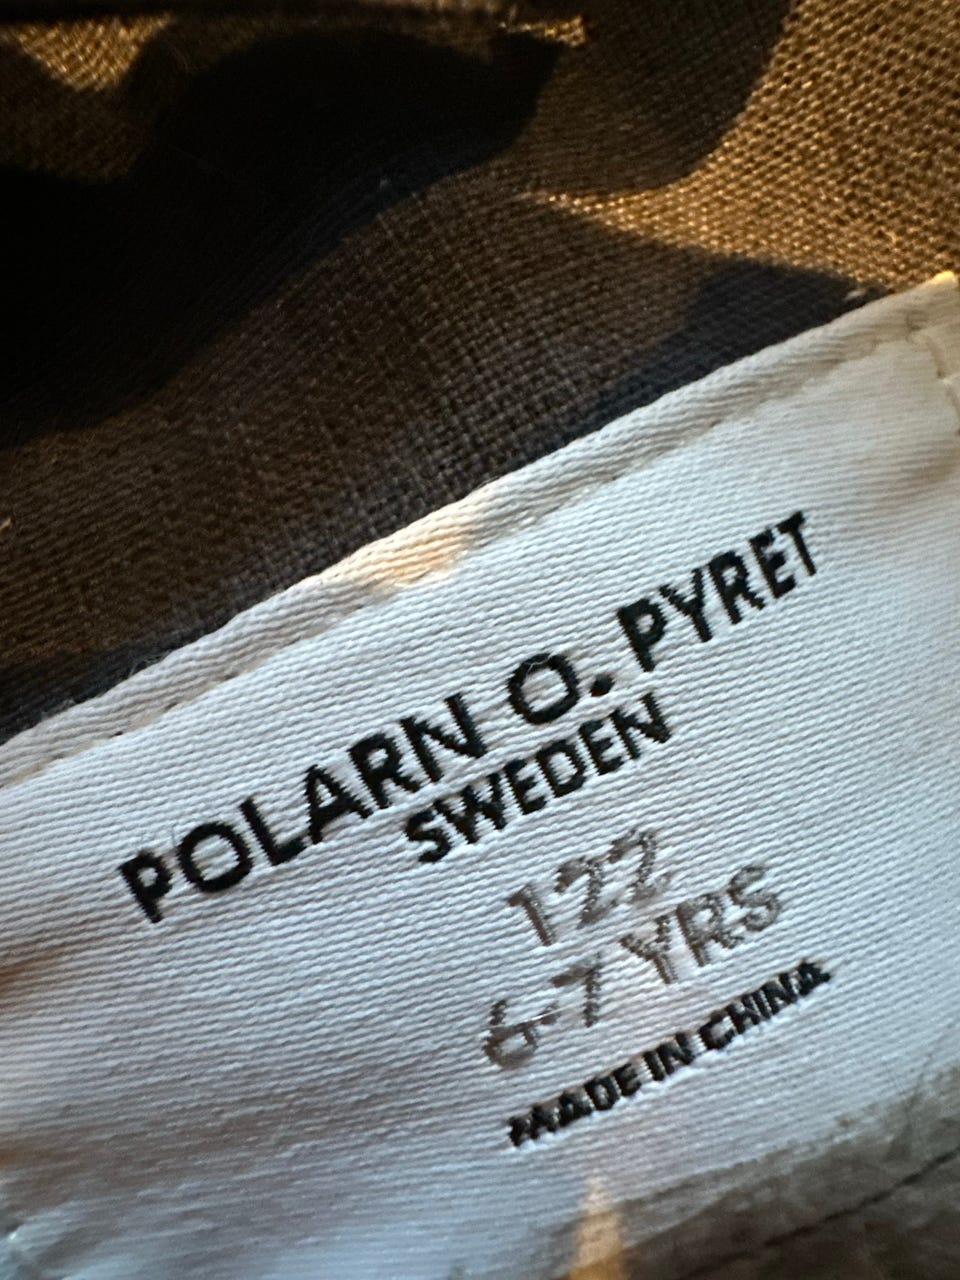 POLARN O. PYRET
SWEDEN
122
6-7 YRS
MADE IN CHINA